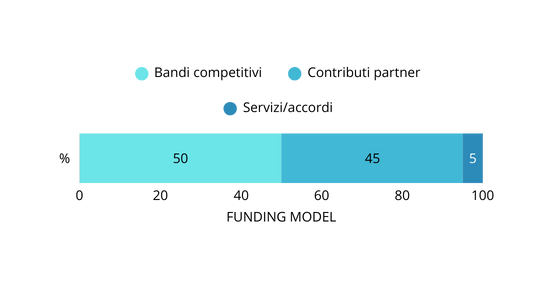 Bandi competitivi
Contributi partner
Servizi/accordi
%
50
45
5
0 20 40 60 80 100
FUNDING MODEL